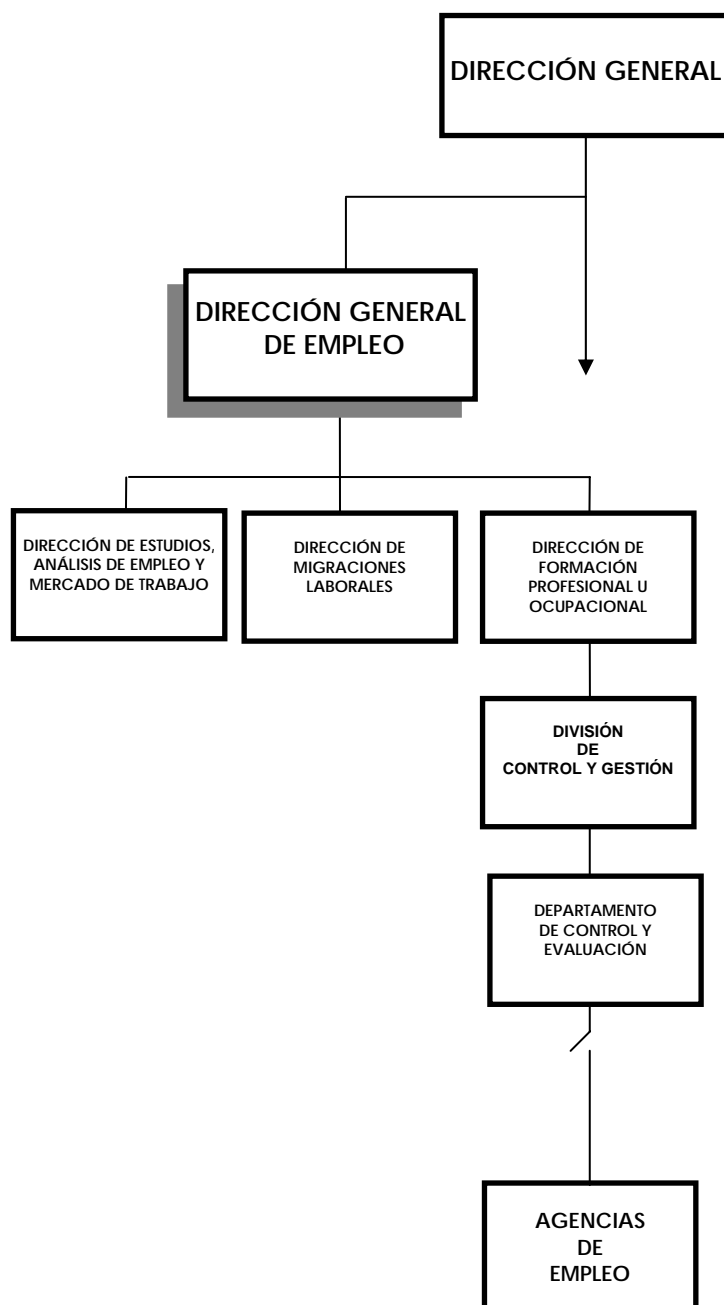 DIRECCIÓN GENERAL
DIRECCIÓN GENERAL
DE EMPLEO
DIRECCIÓN DE ESTUDIOS,
ANÁLISIS DE EMPLEO Y
MERCADO DE TRABAJO
DIRECCIÓN DE
MIGRACIONES
LABORALES
DIRECCIÓN DE
FORMACIÓN
PROFESIONAL U
OCUPACIONAL
DIVISIÓN
DE
CONTROL Y GESTIÓN
DEPARTAMENTO
DE CONTROL Y
EVALUACIÓN
AGENCIAS
DE
EMPLEO